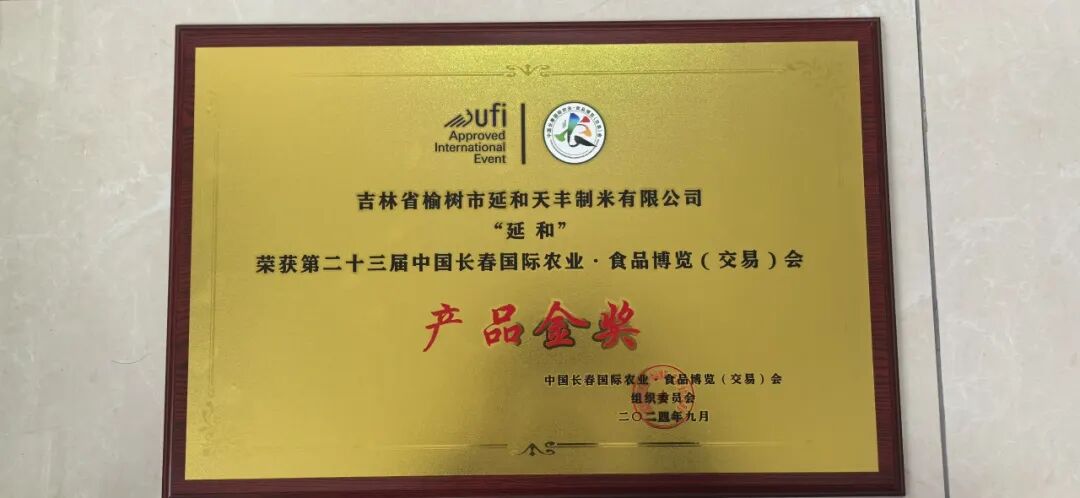 ufi
Approved
International
Event
吉林省榆树市延和天丰制米有限公司
“延 和”
荣获第二十三届中国长春国际农业·食品博览(交易)会
产品金奖
中国长春国际农业·食品博览(交易)会
组织委员会
二〇二四年九月